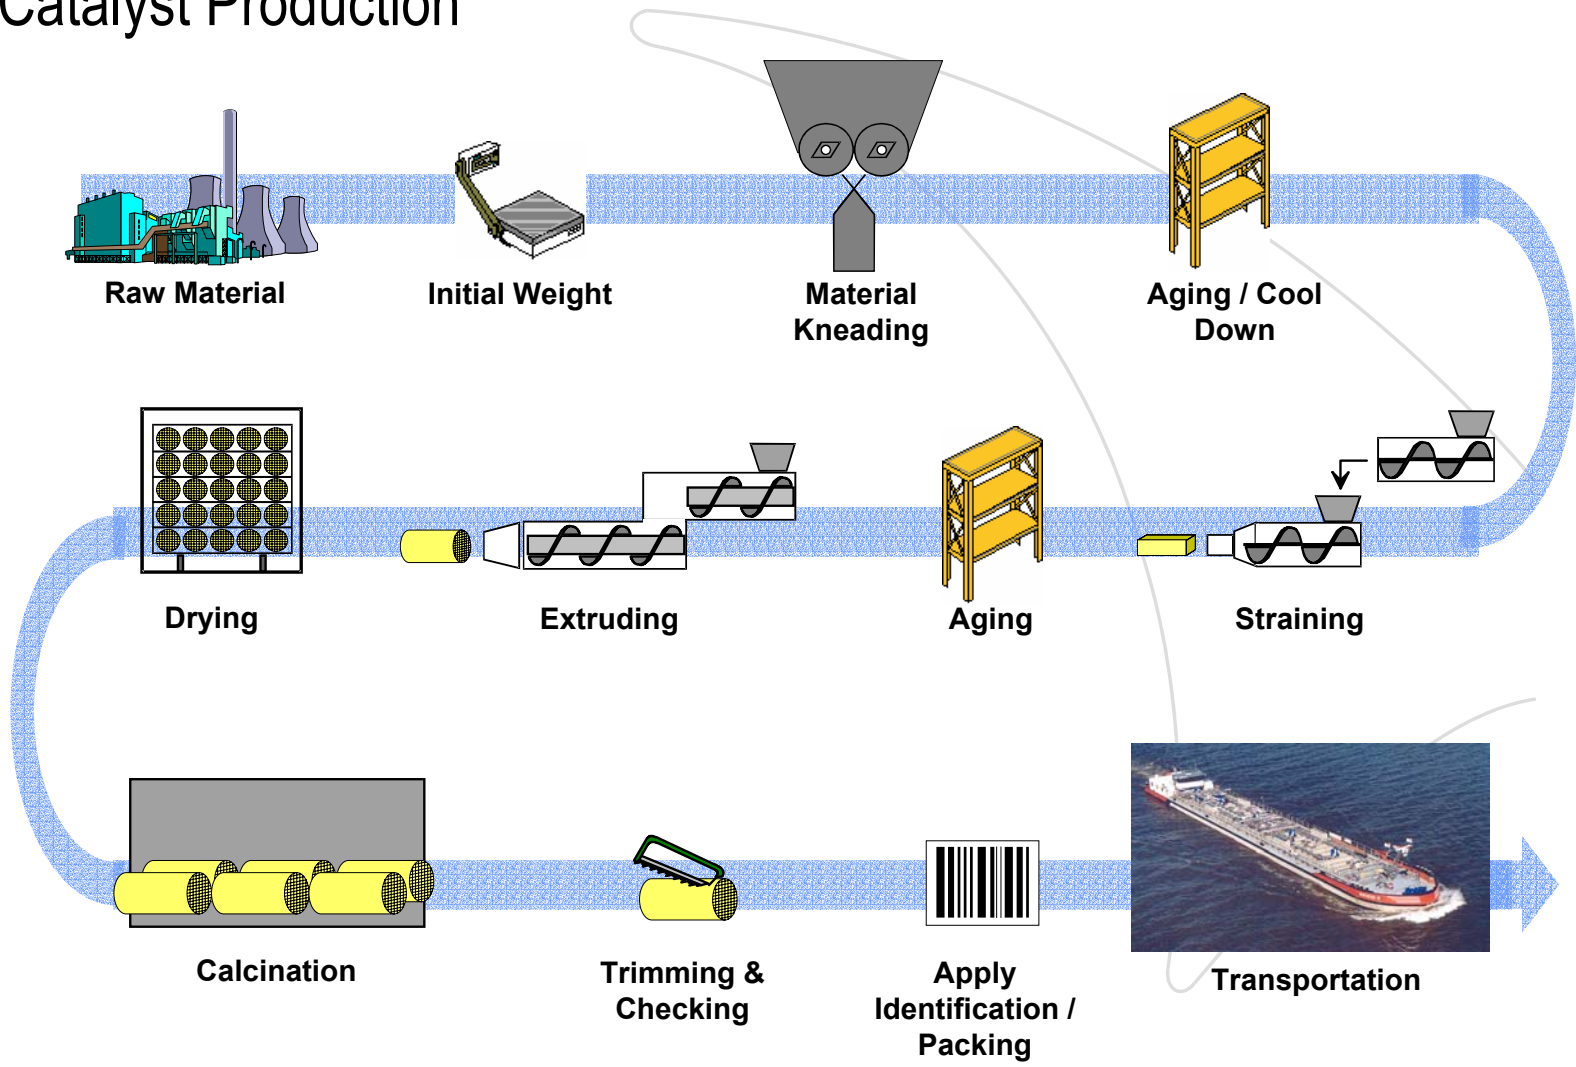 Catalyst Production
Raw Material
Initial Weight
Material
Kneading
Aging / Cool
Down
Drying
Extruding
Aging
Straining
Calcination
Trimming &
Checking
Apply
Identification /
Packing
Transportation